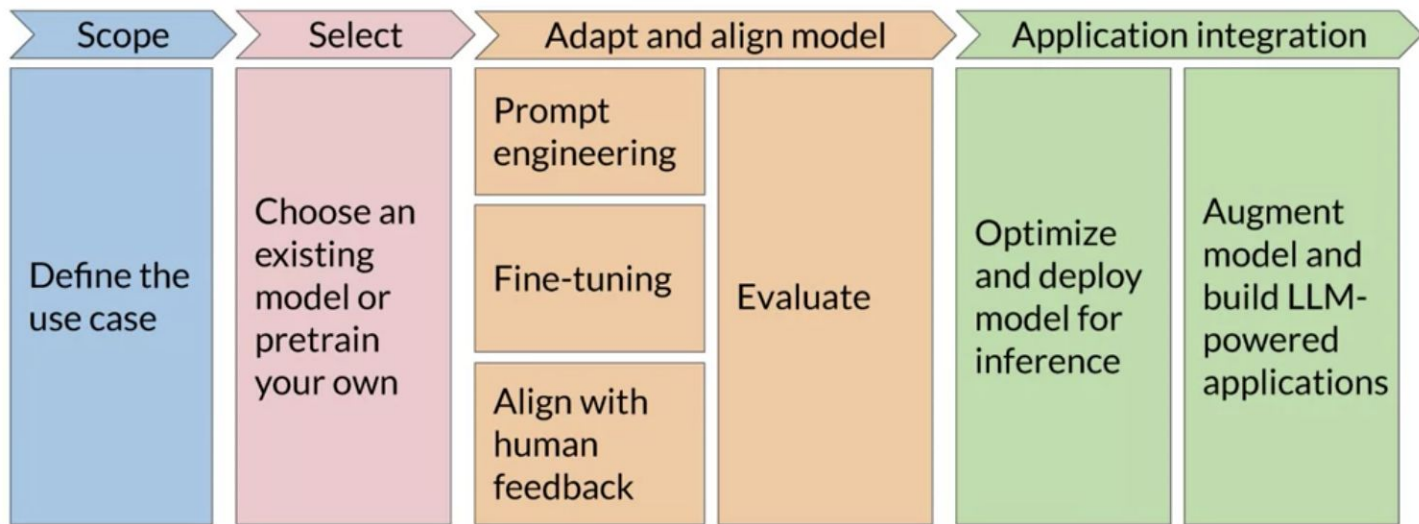 Scope
Select
Adapt and align model
Application integration
Define the
use case
Choose an
existing
model or
pretrain
your own
Prompt
engineering
Fine-tuning
Align with
human
feedback
Evaluate
Optimize
and deploy
model for
inference
Augment
model and
build LLM-
powered
applications